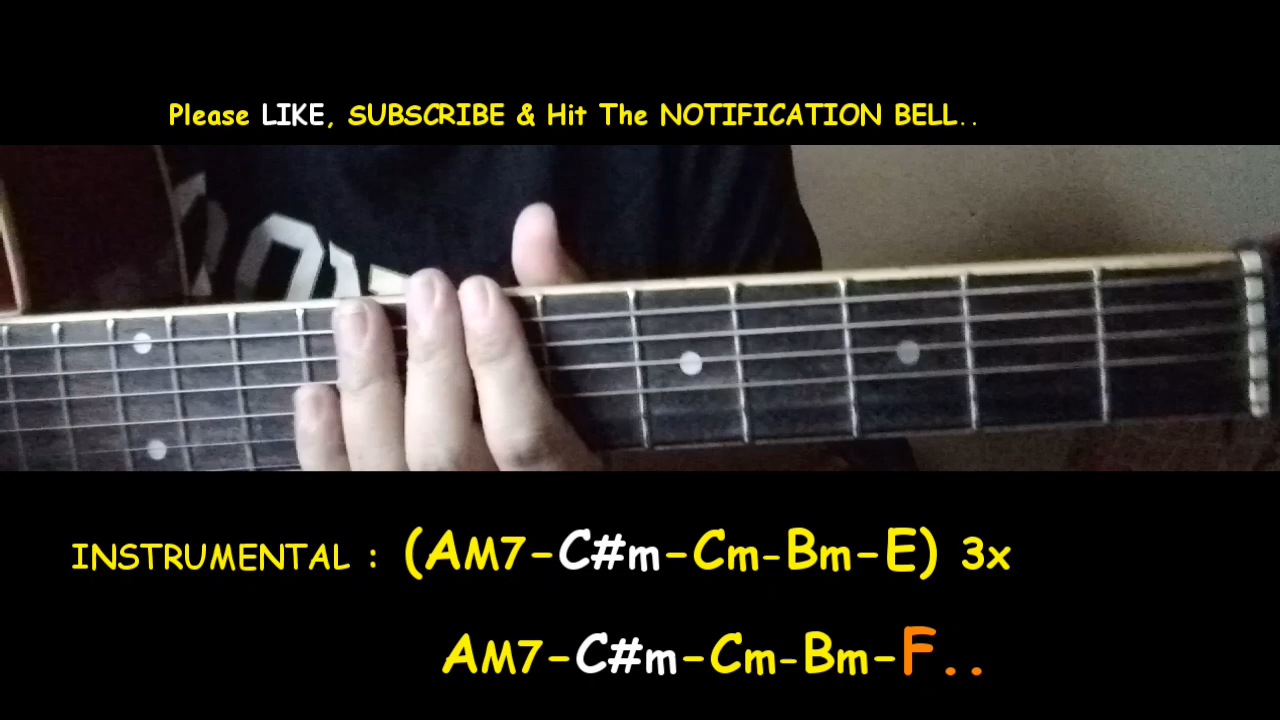 Please LIKE, SUBSCRIBE & Hit The NOTIFICATION BELL..
INSTRUMENTAL : (AM7-C#m-Cm-Bm-E) 3x
AM7-C#m-Cm-Bm-F..